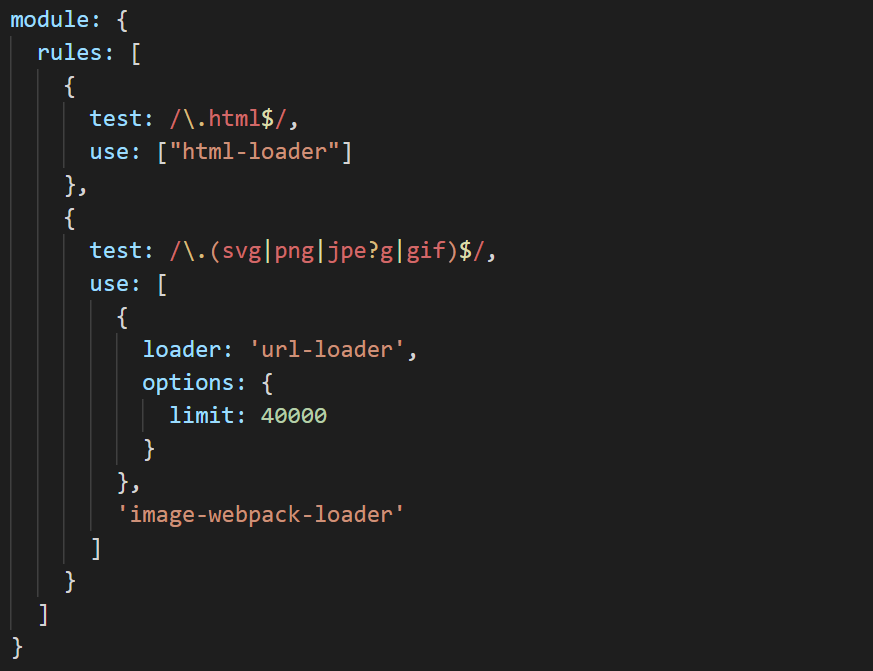 module: {
  rules: [
    {
      test: /\.html$/,
      use: ["html-loader"]
    },
    {
      test: /\.(svg|png|jpe?g|gif)$/,
      use: [
        {
          loader: 'url-loader',
          options: {
            limit: 40000
          }
        },
        'image-webpack-loader'
      ]
    }
  ]
}